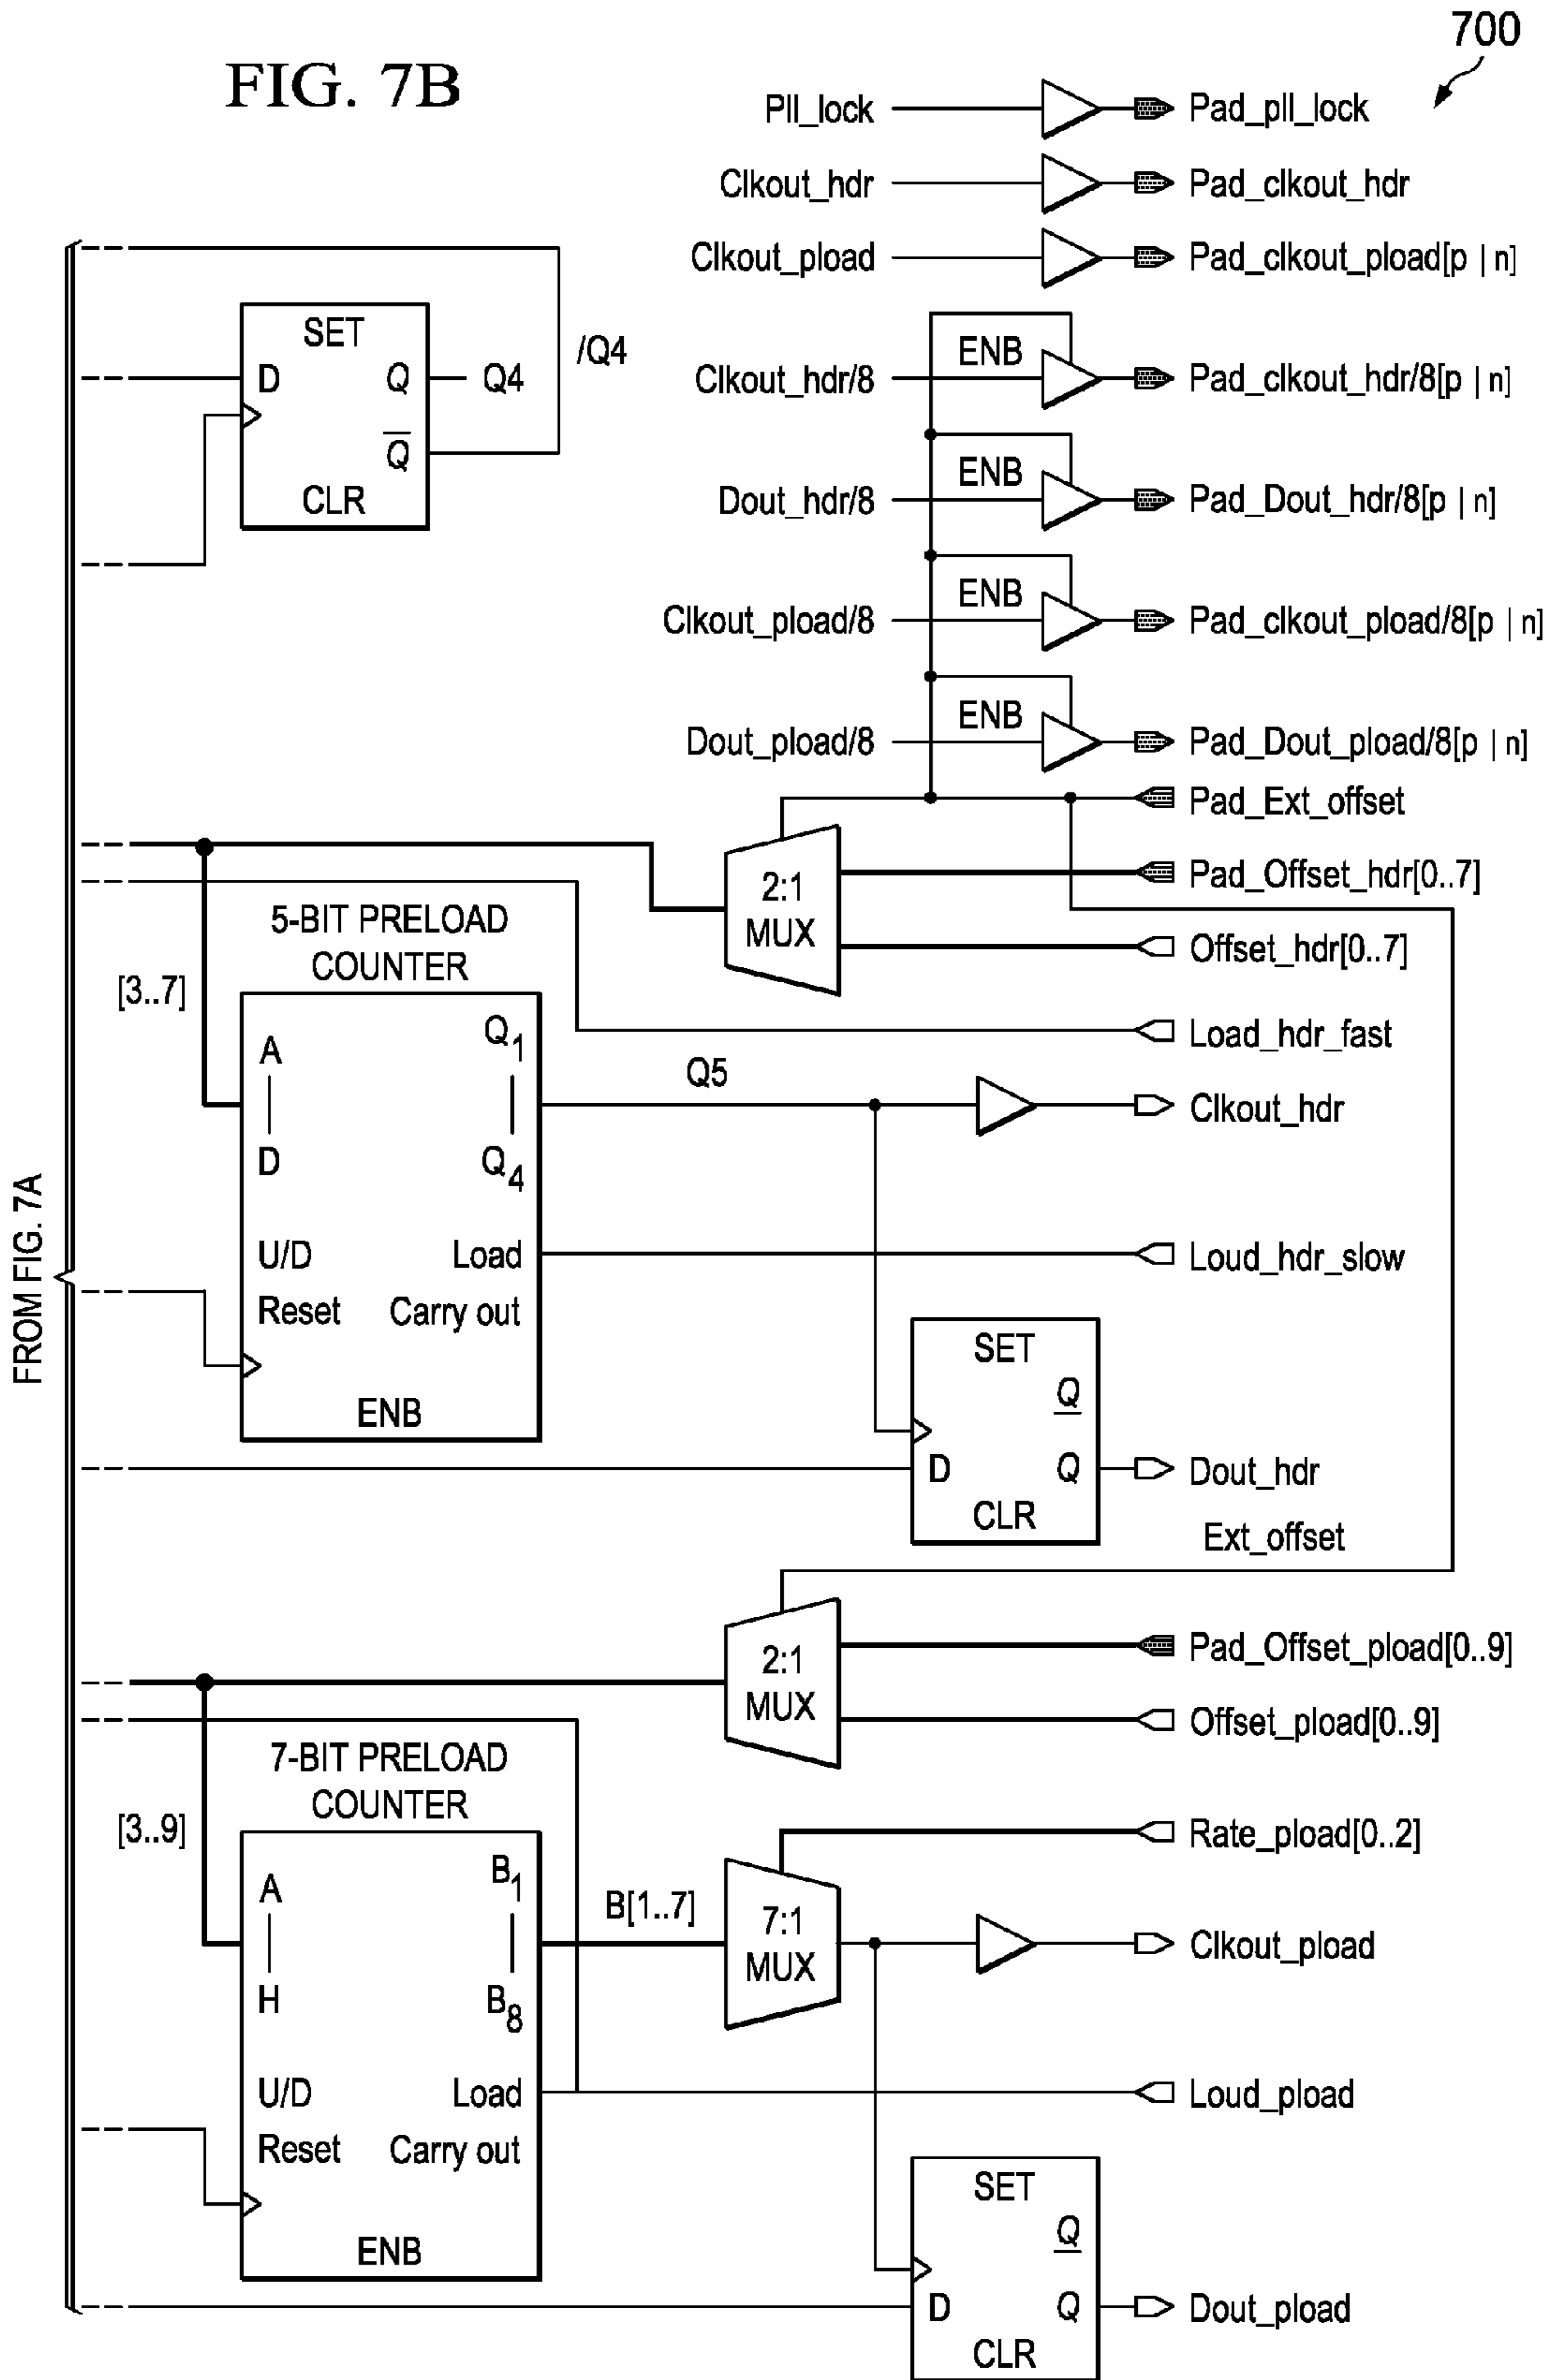 700
FIG. 7B
Pll_lock
Pad_pll_lock
Clkout_hdr
Pad_clkout_hdr
Clkout_pload
Pad_clkout_pload[p | n]
SET
D
Q
Q4
/Q4
Q
CLR
ENB
Clkout_hdr/8
Pad_clkout_hdr/8[p | n]
ENB
Dout_hdr/8
Pad_Dout_hdr/8[p | n]
ENB
Clkout_pload/8
Pad_clkout_pload/8[p | n]
ENB
Dout_pload/8
Pad_Dout_pload/8[p | n]
Pad_Ext_offset
2:1
MUX
Pad_Offset_hdr[0..7]
Offset_hdr[0..7]
5-BIT PRELOAD
COUNTER
[3..7]
Load_hdr_fast
A
D
Q1
Q4
Q5
Clkout_hdr
U/D
Load
Loud_hdr_slow
Reset
Carry out
ENB
FROM FIG. 7A
SET
Q
D
Q
CLR
Dout_hdr
Ext_offset
2:1
MUX
Pad_Offset_pload[0..9]
Offset_pload[0..9]
7-BIT PRELOAD
COUNTER
[3..9]
Rate_pload[0..2]
A
H
B1
B8
B[1..7]
7:1
MUX
Clkout_pload
U/D
Load
Loud_pload
Reset
Carry out
ENB
SET
Q
D
Q
CLR
Dout_pload